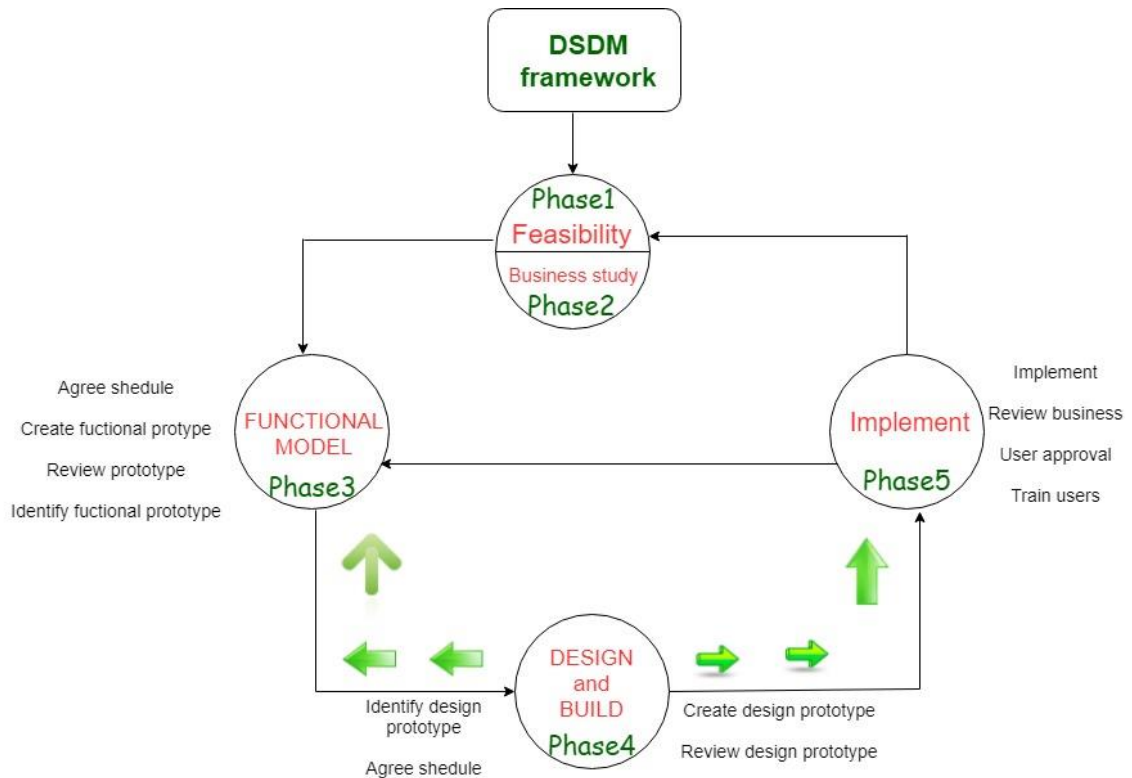 DSDM
framework
Phase1
Feasibility
Business study
Phase2
Agree shedule
Create fuctional protype
Review prototype
Identify fuctional prototype
FUNCTIONAL
MODEL
Phase3
Implement
Phase5
Implement
Review business
User approval
Train users
DESIGN
and
BUILD
Phase4
Identify design
prototype
Agree shedule
Create design prototype
Review design prototype